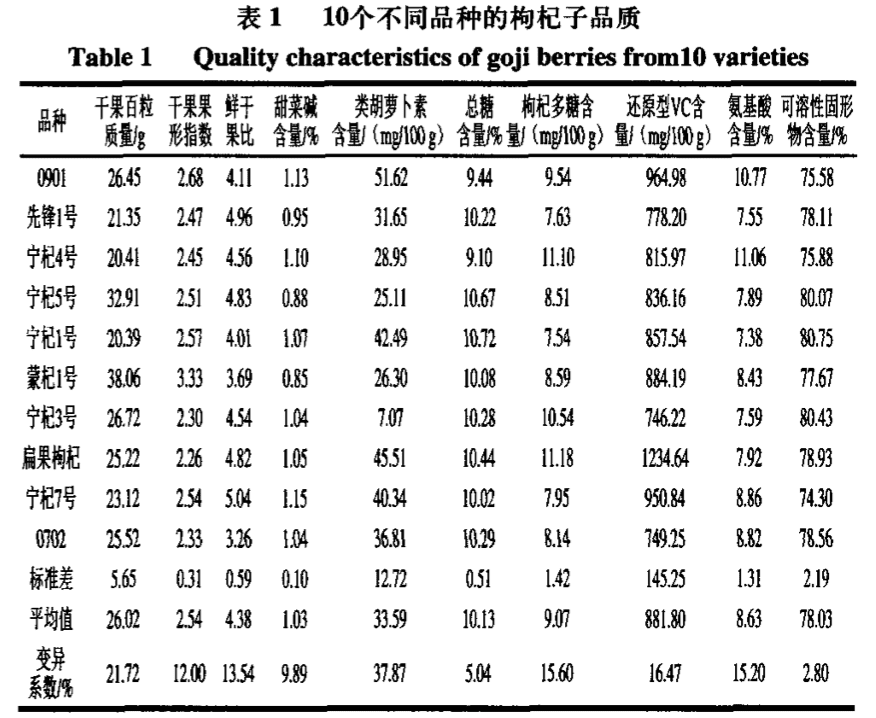 表 1 10个不同品种的枸杞子品质
Table 1 Quality characteristics of goji berries from10 varieties
品种 干果百粒质量/g 干果果形指数 鲜干果比 甜菜碱含量/% 类胡萝卜素含量/（mg/100 g） 总糖含量/% 枸杞多糖含量/（mg/100 g） 还原型VC含量/（mg/100 g） 氨基酸含量/% 可溶性固形物含量/%
0901 26.45 2.68 4.11 1.13 51.62 9.44 9.54 964.98 10.77 75.58
先锋1号 21.35 2.47 4.96 0.95 31.65 10.22 7.63 778.20 7.55 78.11
宁杞4号 20.41 2.45 4.56 1.10 28.95 9.10 11.10 815.97 11.06 75.88
宁杞5号 32.91 2.51 4.83 0.88 25.11 10.67 8.51 836.16 7.89 80.07
宁杞1号 20.39 2.57 4.01 1.07 42.49 10.72 7.54 857.54 7.38 80.75
蒙杞1号 38.06 3.33 3.69 0.85 26.30 10.08 8.59 884.19 8.43 77.67
宁杞3号 26.72 2.30 4.54 1.04 7.07 10.28 10.54 746.22 7.59 80.43
扁果枸杞 25.22 2.26 4.82 1.05 45.51 10.44 11.18 1234.64 7.92 78.93
宁杞7号 23.12 2.54 5.04 1.15 40.34 10.02 7.95 950.84 8.86 74.30
0702 25.52 2.33 3.26 1.04 36.81 10.29 8.14 749.25 8.82 78.56
标准差 5.65 0.31 0.59 0.10 12.72 0.51 1.42 145.25 1.31 2.19
平均值 26.02 2.54 4.38 1.03 33.59 10.13 9.07 881.80 8.63 78.03
变异系数/% 21.72 12.00 13.54 9.89 37.87 5.04 15.60 16.47 15.20 2.80